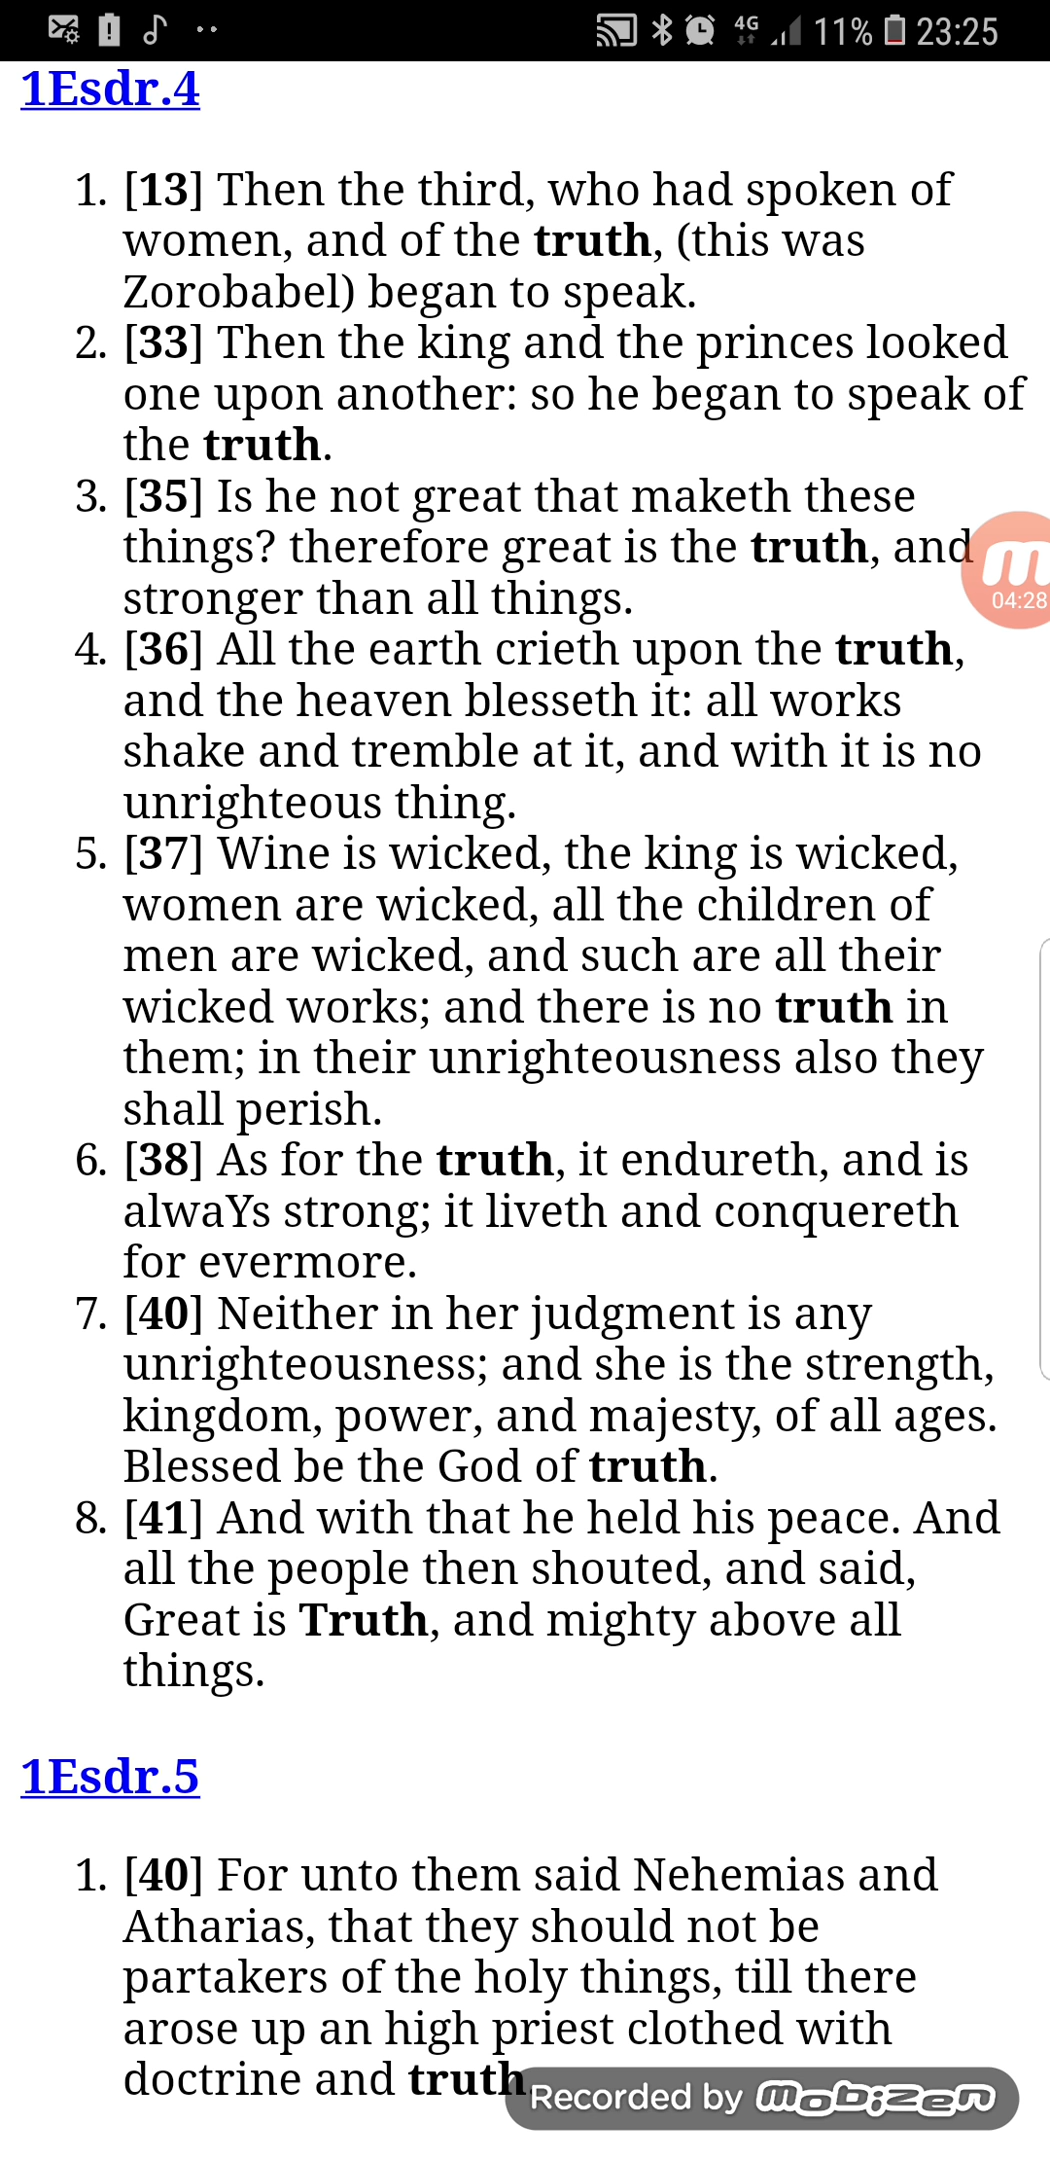 4G 11% 23:25
1Esdr.4
1. [13] Then the third, who had spoken of
women, and of the truth, (this was
Zorobabel) began to speak.
2. [33] Then the king and the princes looked
one upon another: so he began to speak of
the truth.
3. [35] Is he not great that maketh these
things? therefore great is the truth, and
stronger than all things.
04:28
4. [36] All the earth crieth upon the truth,
and the heaven blesseth it: all works
shake and tremble at it, and with it is no
unrighteous thing.
5. [37] Wine is wicked, the king is wicked,
women are wicked, all the children of
men are wicked, and such are all their
wicked works; and there is no truth in
them; in their unrighteousness also they
shall perish.
6. [38] As for the truth, it endureth, and is
alwaYs strong; it liveth and conquereth
for evermore.
7. [40] Neither in her judgment is any
unrighteousness; and she is the strength,
kingdom, power, and majesty, of all ages.
Blessed be the God of truth.
8. [41] And with that he held his peace. And
all the people then shouted, and said,
Great is Truth, and mighty above all
things.
1Esdr.5
1. [40] For unto them said Nehemias and
Atharias, that they should not be
partakers of the holy things, till there
arose up an high priest clothed with
doctrine and truth.
Recorded by mobizen